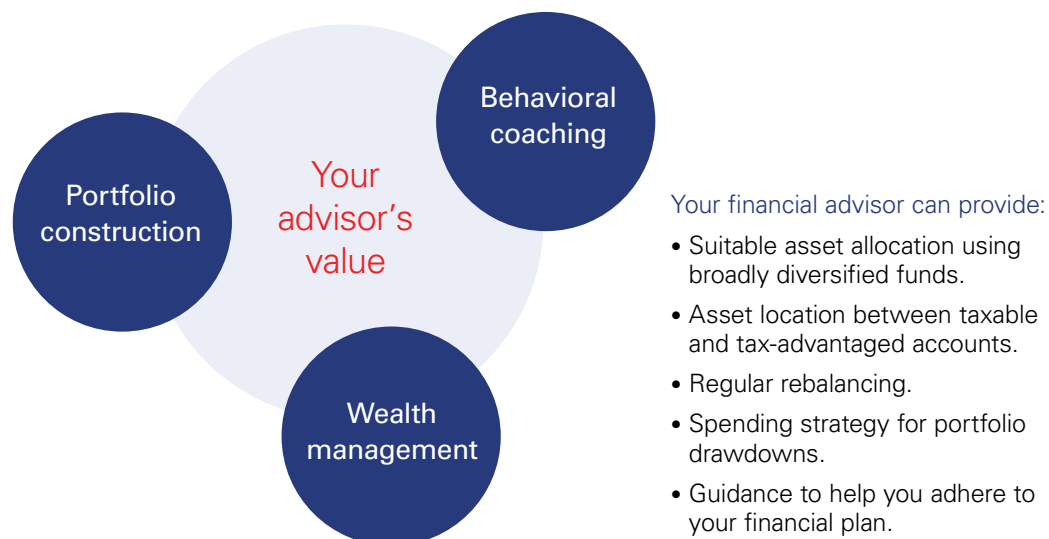 Behavioral
coaching
Portfolio
construction
Your
advisor’s
value
Wealth
management
Your financial advisor can provide:
• Suitable asset allocation using
broadly diversified funds.
• Asset location between taxable
and tax-advantaged accounts.
• Regular rebalancing.
• Spending strategy for portfolio
drawdowns.
• Guidance to help you adhere to
your financial plan.